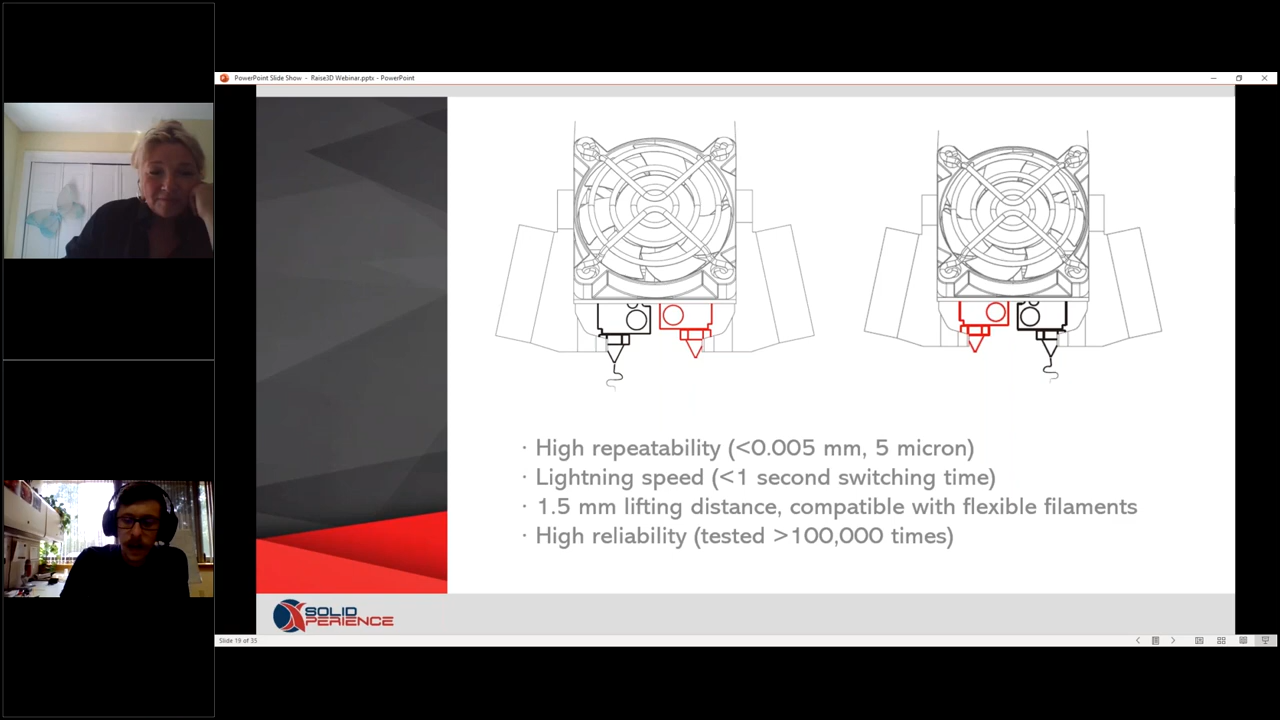 PowerPoint Slide Show - Raise3D Webinar.pptx - PowerPoint
· High repeatability (<0.005 mm, 5 micron)
· Lightning speed (<1 second switching time)
· 1.5 mm lifting distance, compatible with flexible filaments
· High reliability (tested >100,000 times)
SOLID
XPERIENCE
Slide 19 of 35